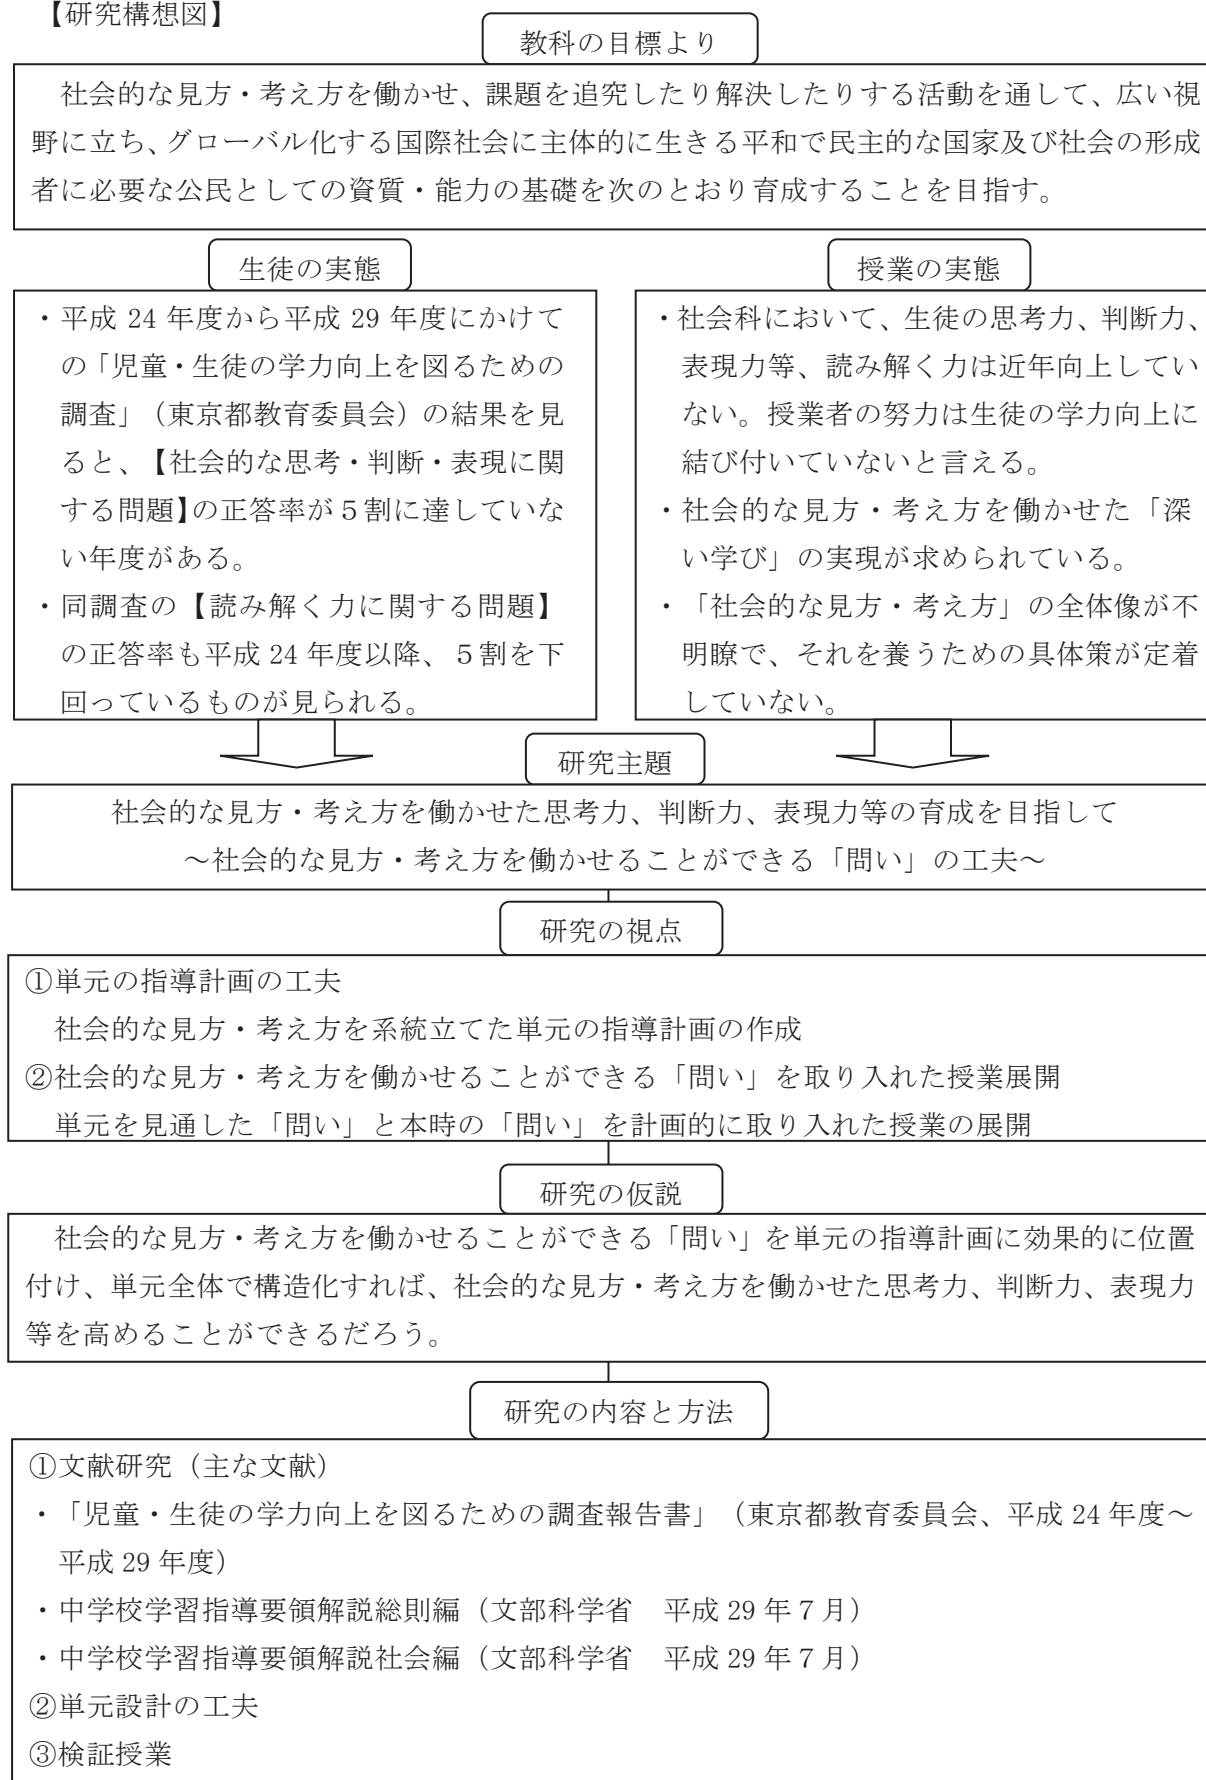 【研究構想図】
教科の目標より
社会的な見方・考え方を働かせ、課題を追究したり解決したりする活動を通して、広い視
野に立ち、グローバル化する国際社会に主体的に生きる平和で民主的な国家及び社会の形成
者に必要な公民としての資質・能力の基礎を次のとおり育成することを目指す。
生徒の実態
・平成 24 年度から平成 29 年度にかけて
の「児童・生徒の学力向上を図るための
調査」（東京都教育委員会）の結果を見
ると、【社会的な思考・判断・表現に関
する問題】の正答率が５割に達していな
い年度がある。
・同調査の【読み解く力に関する問題】
の正答率も平成 24 年度以降、５割を下
回っているものが見られる。
授業の実態
・社会科において、生徒の思考力、判断力、
表現力等、読み解く力は近年向上してい
ない。授業者の努力は生徒の学力向上に
結び付いていないと言える。
・社会的な見方・考え方を働かせた「深
い学び」の実現が求められている。
・「社会的な見方・考え方」の全体像が不
明瞭で、それを養うための具体策が定着
していない。
研究主題
社会的な見方・考え方を働かせた思考力、判断力、表現力等の育成を目指して
～社会的な見方・考え方を働かせることができる「問い」の工夫～
研究の視点
①単元の指導計画の工夫
社会的な見方・考え方を系統立てた単元の指導計画の作成
②社会的な見方・考え方を働かせることができる「問い」を取り入れた授業展開
単元を見通した「問い」と本時の「問い」を計画的に取り入れた授業の展開
研究の仮説
社会的な見方・考え方を働かせることができる「問い」を単元の指導計画に効果的に位置
付け、単元全体で構造化すれば、社会的な見方・考え方を働かせた思考力、判断力、表現力
等を高めることができるだろう。
研究の内容と方法
①文献研究（主な文献）
・「児童・生徒の学力向上を図るための調査報告書」（東京都教育委員会、平成 24 年度～
平成 29 年度）
・中学校学習指導要領解説総則編（文部科学省　平成 29 年７月）
・中学校学習指導要領解説社会編（文部科学省　平成 29 年７月）
②単元設計の工夫
③検証授業